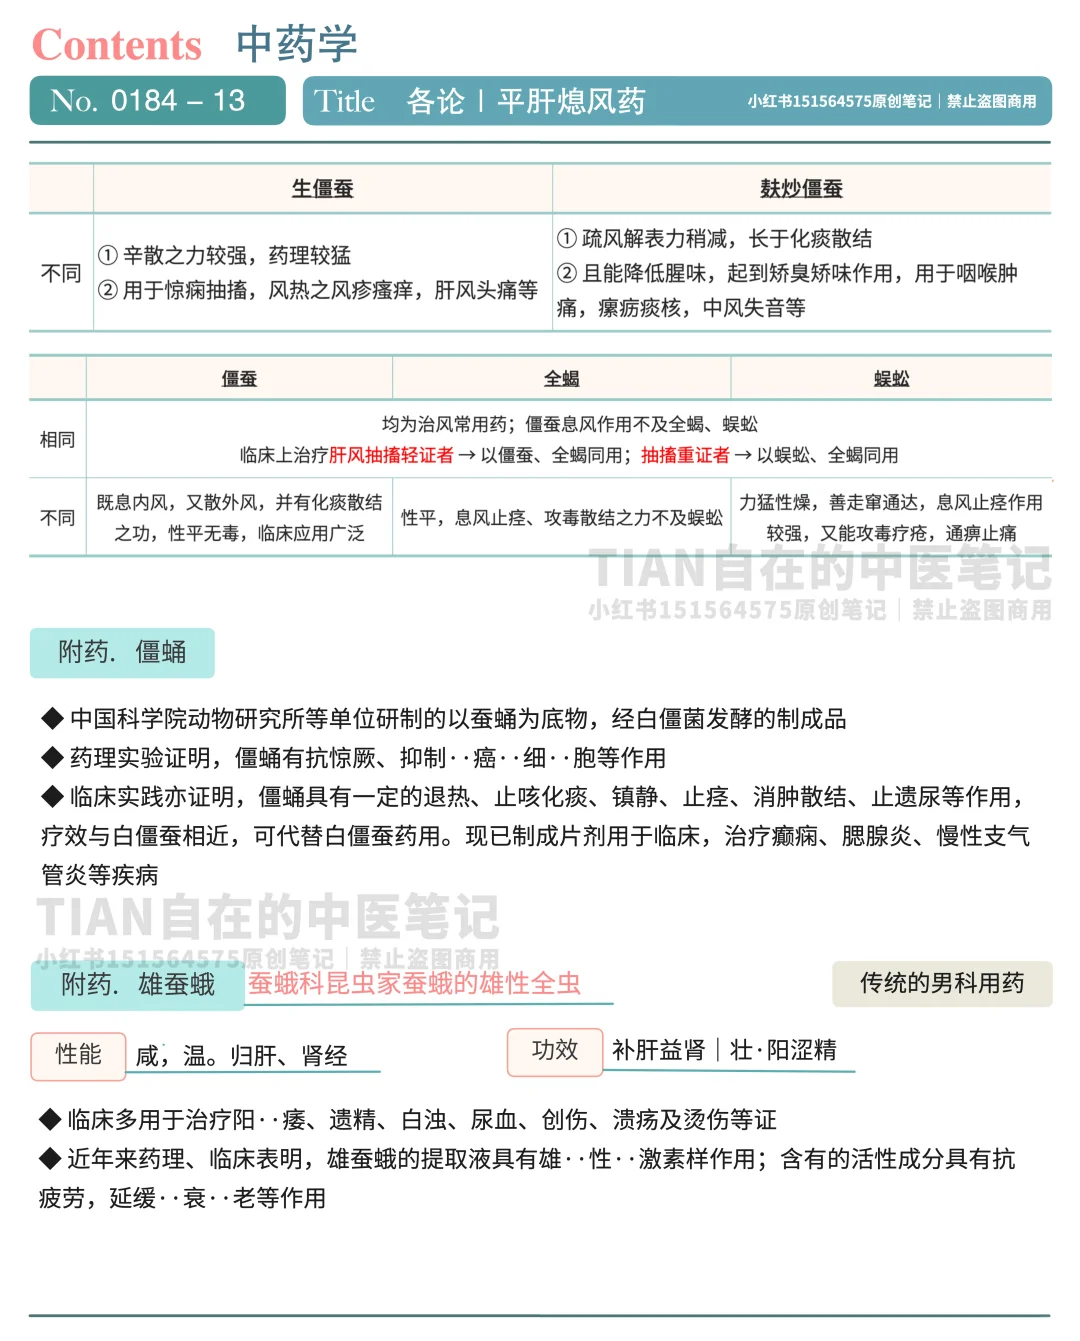 Contents 中药学
No. 0184 – 13
Title 各论丨平肝熄风药 小红书151564575原创笔记｜禁止盗图商用
生僵蚕 麸炒僵蚕
不同
① 辛散之力较强，药理较猛
② 用于惊痫抽搐，风热之风疹瘙痒，肝风头痛等
① 疏风解表力稍减，长于化痰散结
② 且能降低腥味，起到矫臭矫味作用，用于咽喉肿
痛，瘰疬痰核，中风失音等
僵蚕 全蝎 蜈蚣
相同
均为治风常用药；僵蚕息风作用不及全蝎、蜈蚣
临床上治疗肝风抽搐轻证者 → 以僵蚕、全蝎同用；抽搐重证者 → 以蜈蚣、全蝎同用
不同
既息内风，又散外风，并有化痰散结
之功，性平无毒，临床应用广泛
性平，息风止痉、攻毒散结之力不及蜈蚣
力猛性燥，善走窜通达，息风止痉作用
较强，又能攻毒疗疮，通痹止痛
TIAN自在的中医笔记
小红书151564575原创笔记｜禁止盗图商用
附药. 僵蛹
◆ 中国科学院动物研究所等单位研制的以蚕蛹为底物，经白僵菌发酵的制成品
◆ 药理实验证明，僵蛹有抗惊厥、抑制··癌··细··胞等作用
◆ 临床实践亦证明，僵蛹具有一定的退热、止咳化痰、镇静、止痉、消肿散结、止遗尿等作用，
疗效与白僵蚕相近，可代替白僵蚕药用。现已制成片剂用于临床，治疗癫痫、腮腺炎、慢性支气
管炎等疾病
TIAN自在的中医笔记
小红书151564575原创笔记｜禁止盗图商用
附药. 雄蚕蛾 蚕蛾科昆虫家蚕蛾的雄性全虫 传统的男科用药
性能 咸，温。归肝、肾经
功效 补肝益肾｜壮·阳涩精
◆ 临床多用于治疗阳··痿、遗精、白浊、尿血、创伤、溃疡及烫伤等证
◆ 近年来药理、临床表明，雄蚕蛾的提取液具有雄··性··激素样作用；含有的活性成分具有抗
疲劳，延缓··衰··老等作用